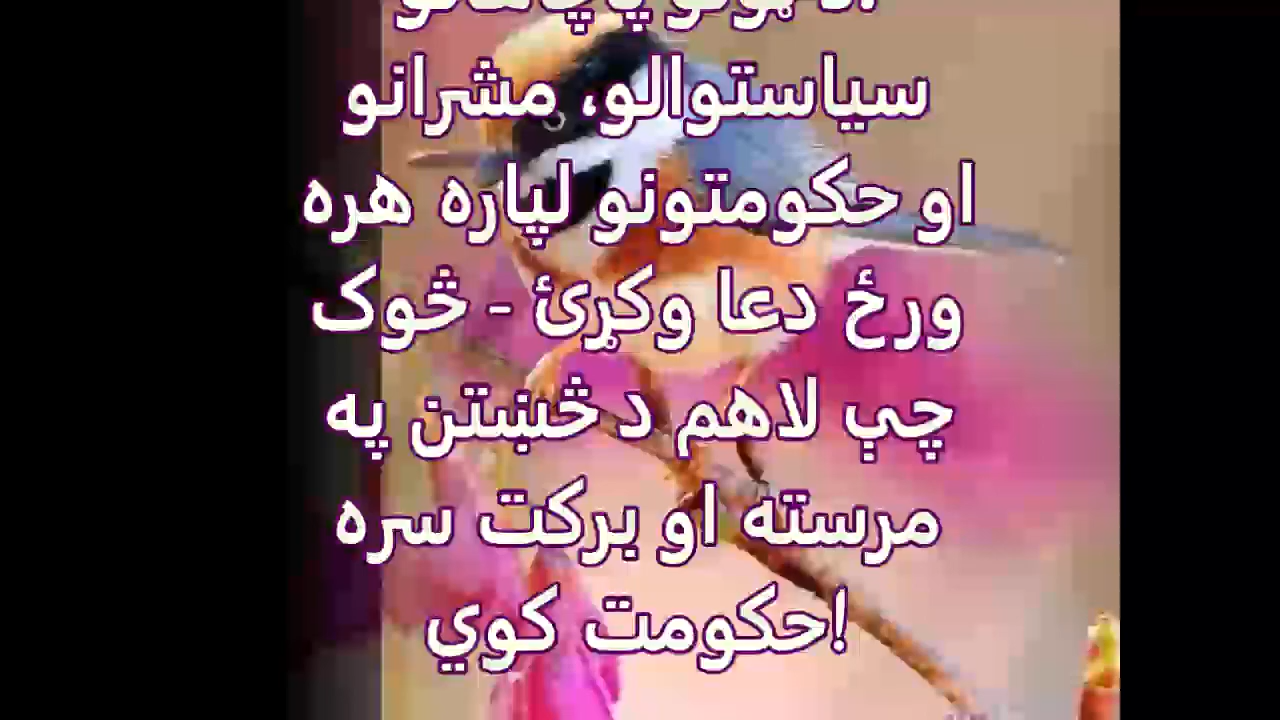 سیاستوالو، مشرانو
او حکومتونو لپاره هره
ورځ دعا وکړئ - څوک
چې لاهم د څښتن په
مرسته او برکت سره
حکومت کوي!